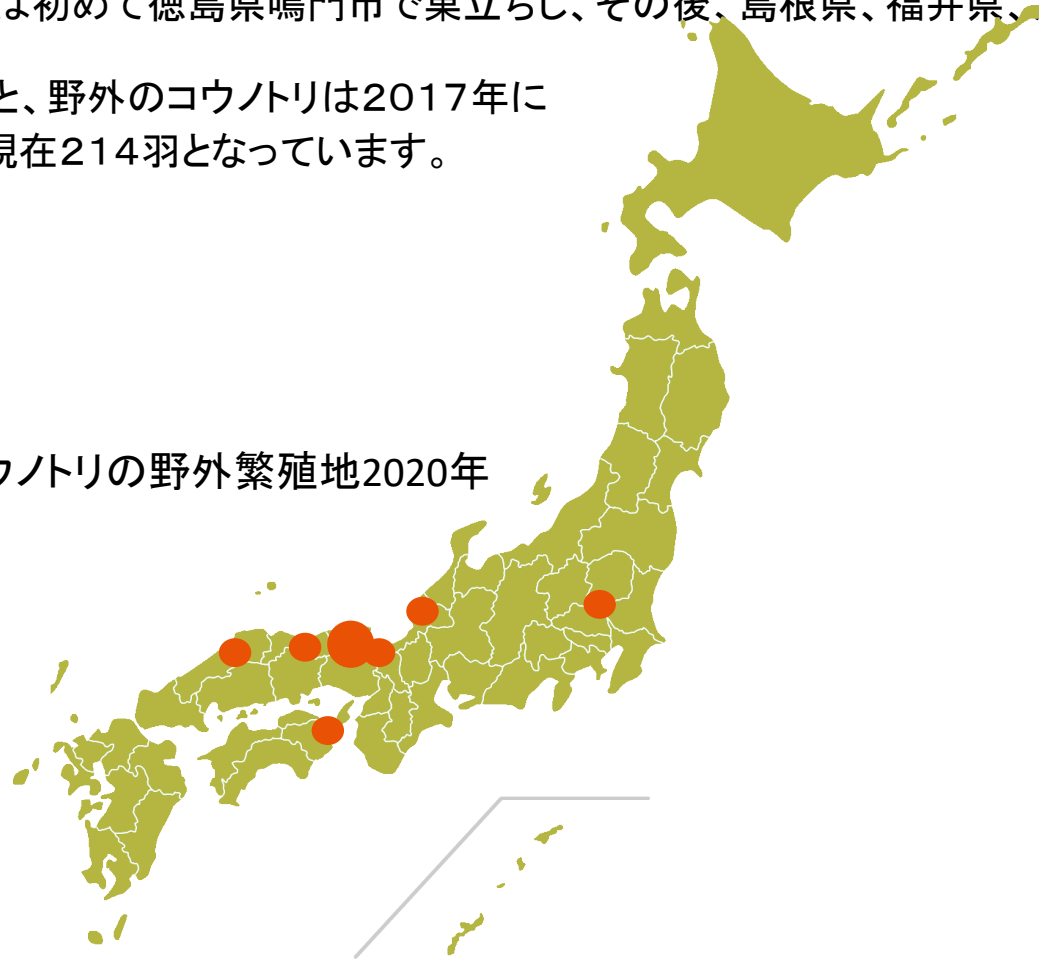 は初めて徳島県鳴門市で巣立ちし、その後、島根県、福井県、
と、野外のコウノトリは２０１７年に
現在２１４羽となっています。
ウノトリの野外繁殖地2020年